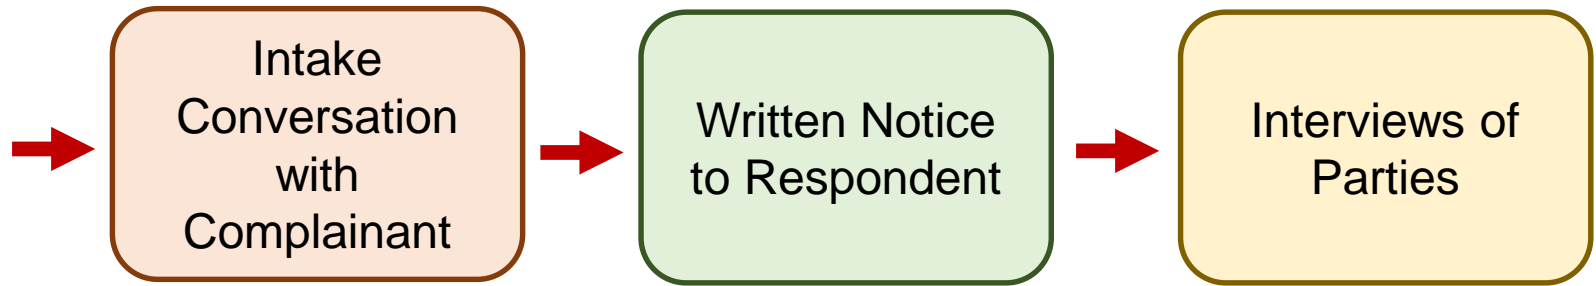 Intake
Conversation
with
Complainant
Written Notice
to Respondent
Interviews of
Parties